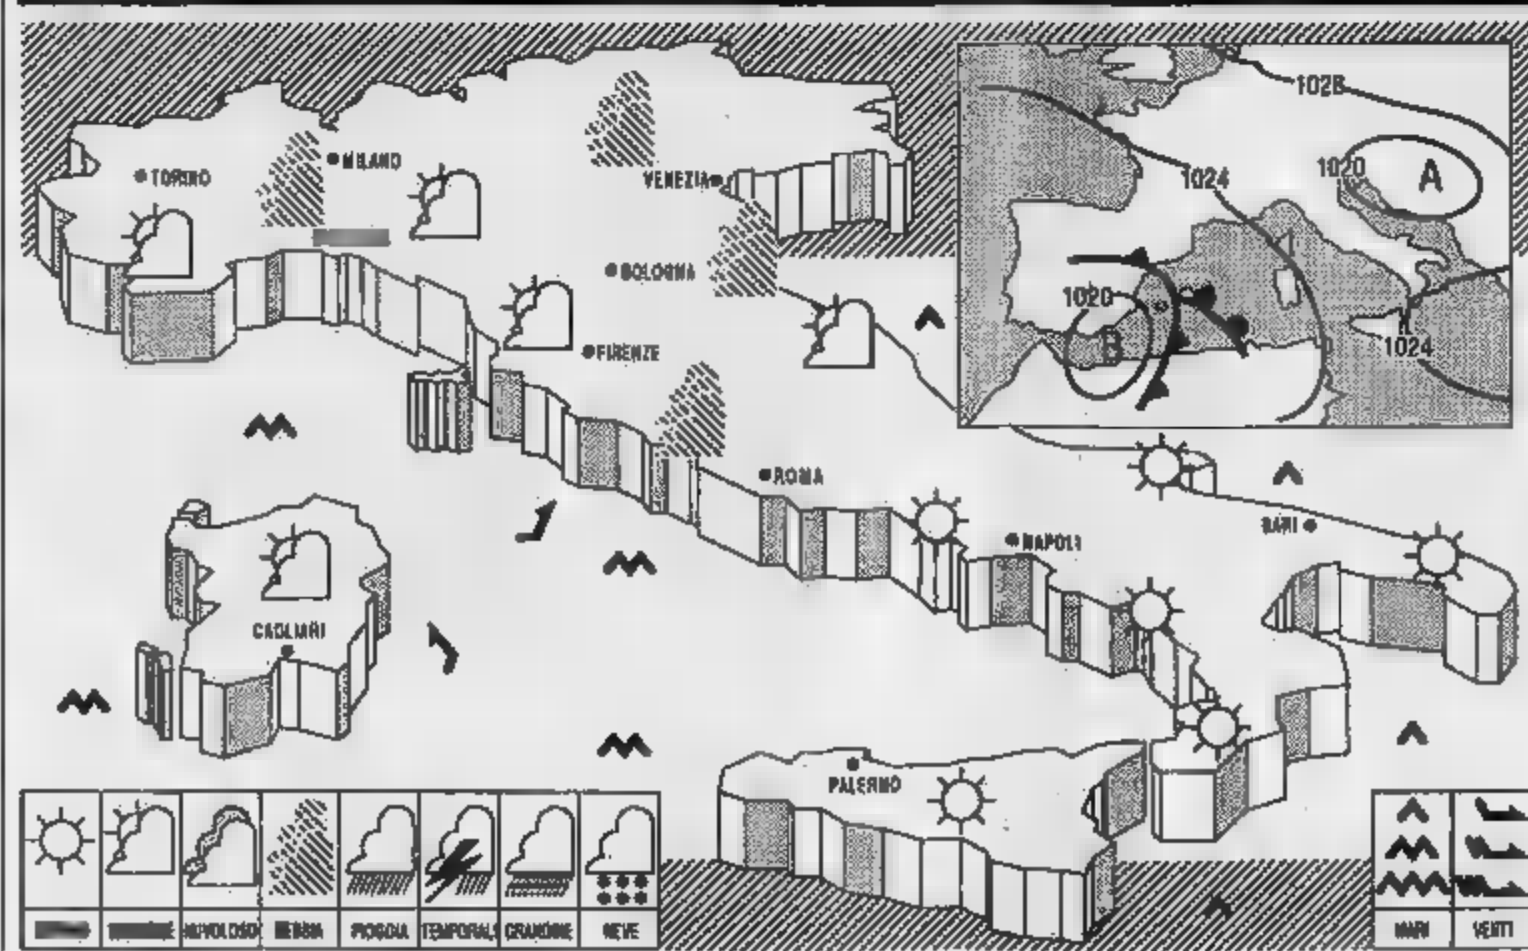 1028
MILANO
TORINO
VENEZIA
1020
A
1024
BOLOGNA
1020
FIRENZE
B
1024
ROMA
BARI
NAPOLI
CAGLIARI
PALERMO
NUVOLOSO
NEBBIA
PIOGGIA
TEMPORALI
GRANDINE
NEVE
MARI
VENTI